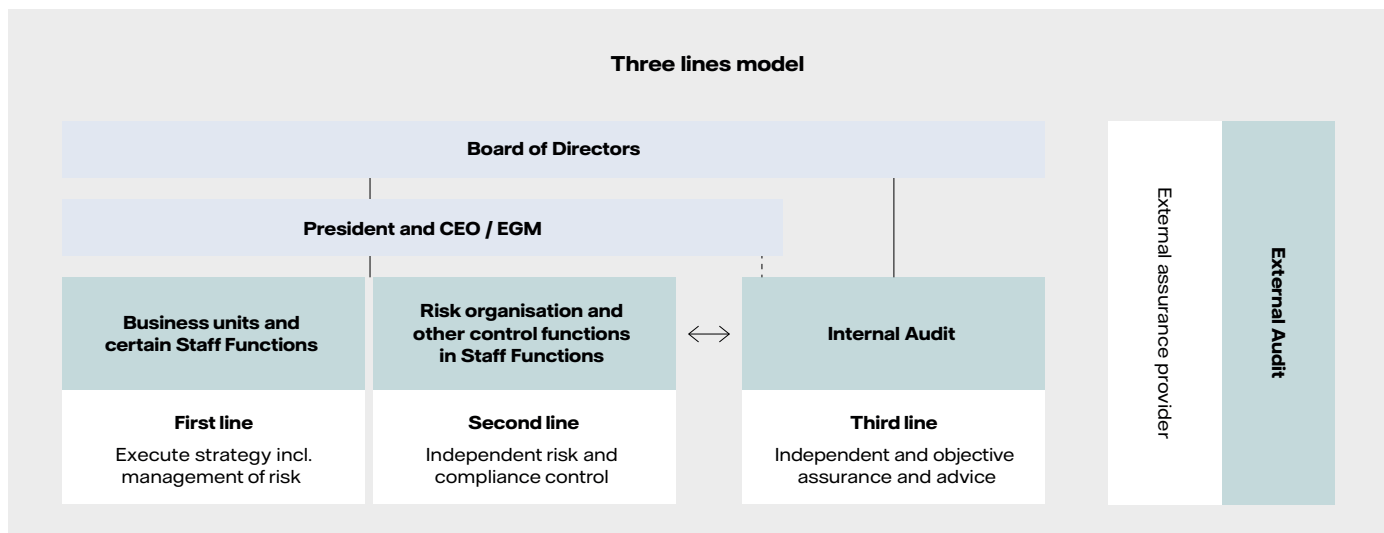 Three lines model
Board of Directors
President and CEO / EGM
Business units and
certain Staff Functions
Risk organisation and
other control functions
in Staff Functions
Internal Audit
First line
Execute strategy incl.
management of risk
Second line
Independent risk and
compliance control
Third line
Independent and objective
assurance and advice
External assurance provider
External Audit